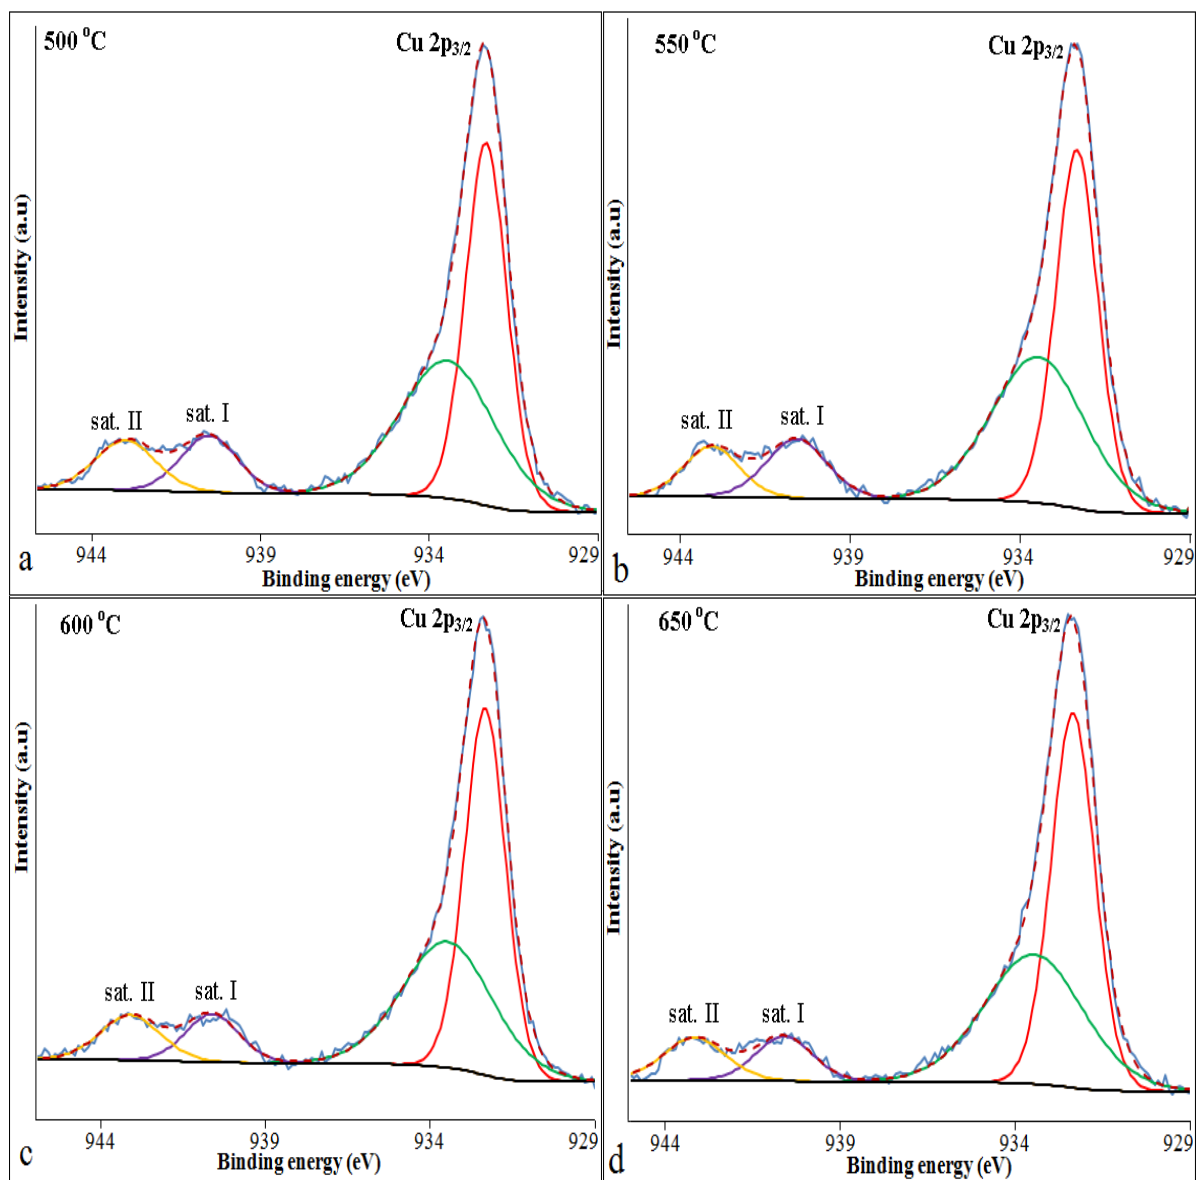 500 °C
Cu 2p3/2
Intensity (a.u)
sat. II
sat. I
944
939
934
929
Binding energy (eV)
a
550 °C
Cu 2p3/2
Intensity (a.u)
sat. II
sat. I
944
939
934
929
Binding energy (eV)
b
600 °C
Cu 2p3/2
Intensity (a.u)
sat. II
sat. I
944
939
934
929
Binding energy (eV)
c
650 °C
Cu 2p3/2
Intensity (a.u)
sat. II
sat. I
944
939
934
929
Binding energy (eV)
d